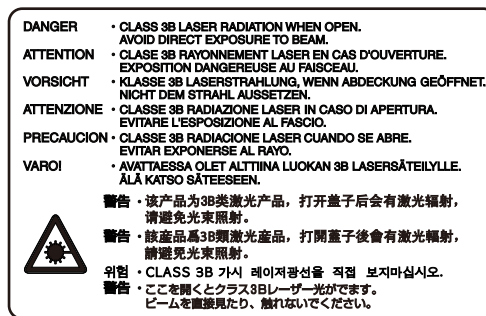 DANGER · CLASS 3B LASER RADIATION WHEN OPEN.
AVOID DIRECT EXPOSURE TO BEAM.
ATTENTION · CLASE 3B RAYONNEMENT LASER EN CAS D'OUVERTURE.
EXPOSITION DANGEREUSE AU FAISCEAU.
VORSICHT · KLASSE 3B LASERSTRAHLUNG, WENN ABDECKUNG GEÖFFNET.
NICHT DEM STRAHL AUSSETZEN.
ATTENZIONE · CLASSE 3B RADIAZIONE LASER IN CASO DI APERTURA.
EVITARE L'ESPOSIZIONE AL FASCIO.
PRECAUCION · CLASSE 3B RADIACIONE LASER CUANDO SE ABRE.
EVITAR EXPONERSE AL RAYO.
VARO! · AVATTAESSA OLET ALTTIINA LUOKAN 3B LASERSÄTEILYLLE.
ÄLÄ KATSO SÄTEESEEN.
警告 · 该产品为3B类激光产品，打开盖子后会有激光辐射，
请避免光束照射。
警告 · 該産品爲3B類激光産品，打開蓋子後會有激光輻射，
請避免光束照射。
위험 · CLASS 3B 가시 레이저광선을 직접 보지마십시오.
警告 · ここを開くとクラス3Bレーザー光がでます。
ビームを直接見たり、触れないでください。